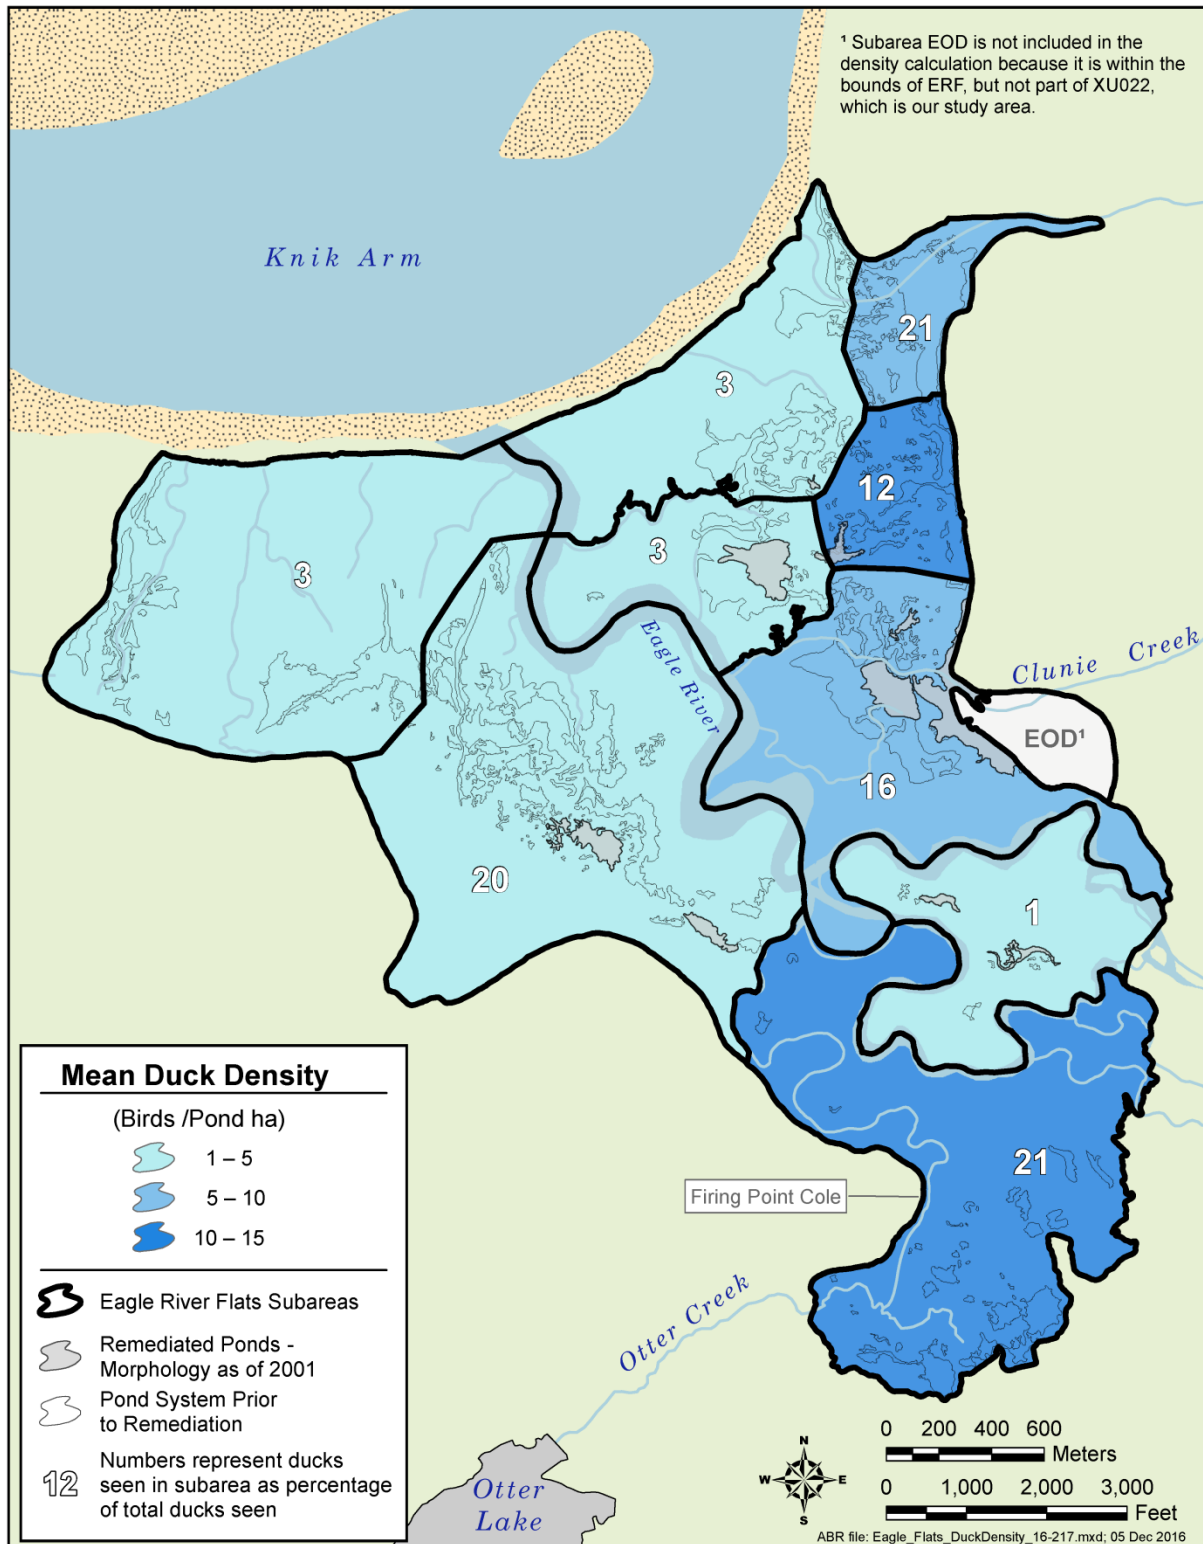 ¹ Subarea EOD is not included in the
density calculation because it is within the
bounds of ERF, but not part of XU022,
which is our study area.
Knik Arm
21
3
12
3
3
Eagle River
Clunie Creek
EOD¹
16
20
1
21
Firing Point Cole
Otter Creek
Otter
Lake
Mean Duck Density
(Birds /Pond ha)
1 – 5
5 – 10
10 – 15
Eagle River Flats Subareas
Remediated Ponds -
Morphology as of 2001
Pond System Prior
to Remediation
12
Numbers represent ducks
seen in subarea as percentage
of total ducks seen
N
W E
S
0 200 400 600
Meters
0 1,000 2,000 3,000
Feet
ABR file: Eagle_Flats_DuckDensity_16-217.mxd; 05 Dec 2016